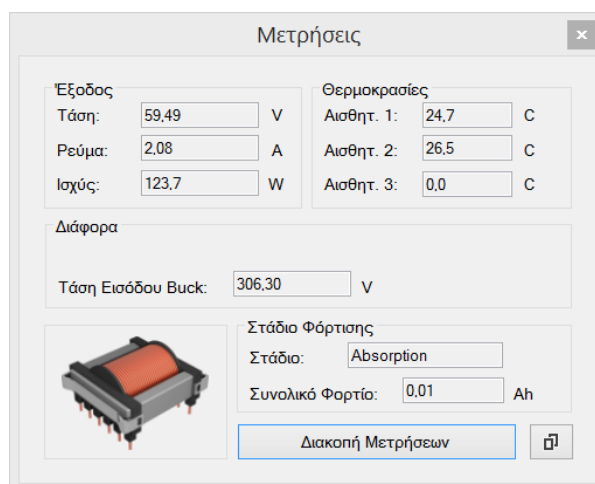 Μετρήσεις
Έξοδος
Τάση: 59,49 V
Ρεύμα: 2,08 A
Ισχύς: 123,7 W
Θερμοκρασίες
Αισθητ. 1: 24,7 C
Αισθητ. 2: 26,5 C
Αισθητ. 3: 0,0 C
Διάφορα
Τάση Εισόδου Buck: 306,30 V
Στάδιο Φόρτισης
Στάδιο: Absorption
Συνολικό Φορτίο: 0,01 Ah
Διακοπή Μετρήσεων